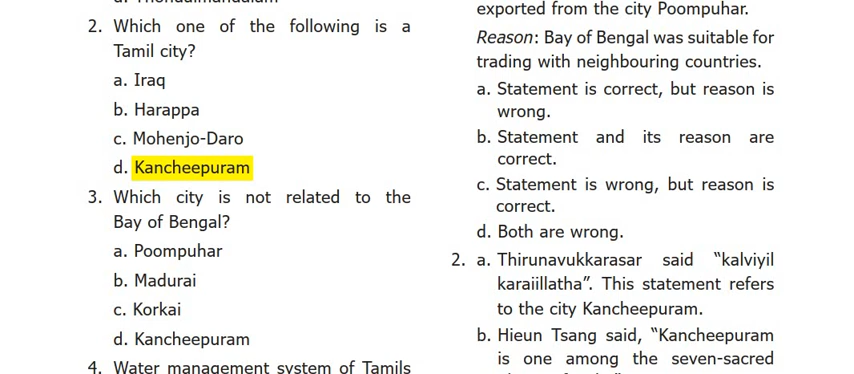 2. Which one of the following is a
Tamil city?
a. Iraq
b. Harappa
c. Mohenjo-Daro
d. Kancheepuram
3. Which city is not related to the
Bay of Bengal?
a. Poompuhar
b. Madurai
c. Korkai
d. Kancheepuram
4. Water management system of Tamils
exported from the city Poompuhar.
Reason: Bay of Bengal was suitable for
trading with neighbouring countries.
a. Statement is correct, but reason is
wrong.
b. Statement and its reason are
correct.
c. Statement is wrong, but reason is
correct.
d. Both are wrong.
2. a. Thirunavukkarasar said “kalviyil
karaiillatha”. This statement refers
to the city Kancheepuram.
b. Hieun Tsang said, “Kancheepuram
is one among the seven-sacred